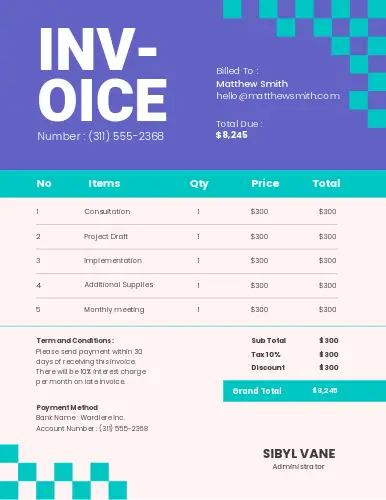 INV-
OICE
Number : (311) 555-2368
Billed To :
Matthew Smith
hello@matthewsmith.com
Total Due :
$8,245
No Items Qty Price Total
1 Consultation 1 $300 $300
2 Project Draft 1 $300 $300
3 Implementation 1 $300 $300
4 Additional Supplies 1 $300 $300
5 Monthly meeting 1 $300 $300
Term and Conditions :
Please send payment within 30
days of receiving this invoice.
There will be 10% interest charge
per month on late invoice.
Payment Method
Bank Name : Wardiere Inc.
Account Number : (311) 555-2368
Sub Total $300
Tax 10% $300
Discount $300
Grand Total $8,245
SIBYL VANE
Administrator